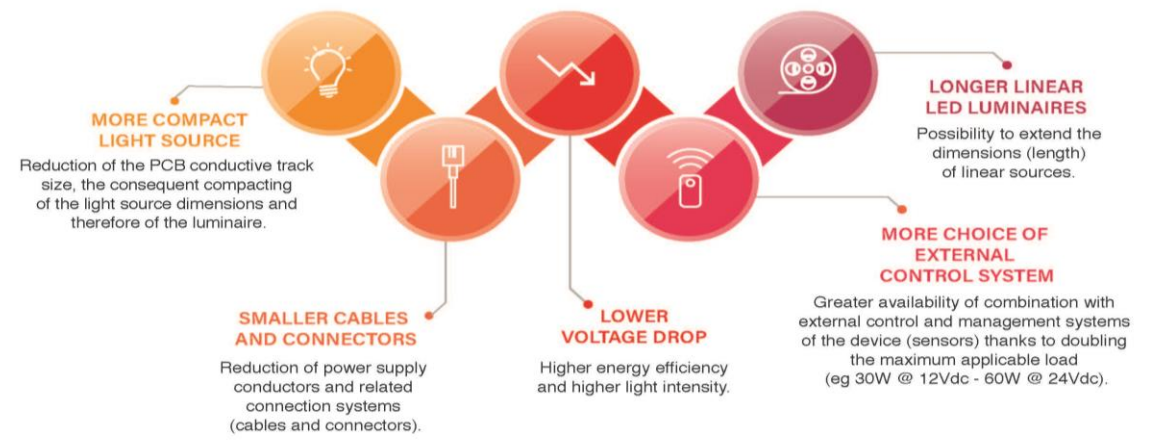 MORE COMPACT
LIGHT SOURCE
Reduction of the PCB conductive track
size, the consequent compacting
of the light source dimensions and
therefore of the luminaire.
SMALLER CABLES
AND CONNECTORS
Reduction of power supply
conductors and related
connection systems
(cables and connectors).
LOWER
VOLTAGE DROP
Higher energy efficiency
and higher light intensity.
MORE CHOICE OF
EXTERNAL
CONTROL SYSTEM
Greater availability of combination with
external control and management systems
of the device (sensors) thanks to doubling
the maximum applicable load
(eg 30W @ 12Vdc - 60W @ 24Vdc).
LONGER LINEAR
LED LUMINAIRES
Possibility to extend the
dimensions (length)
of linear sources.